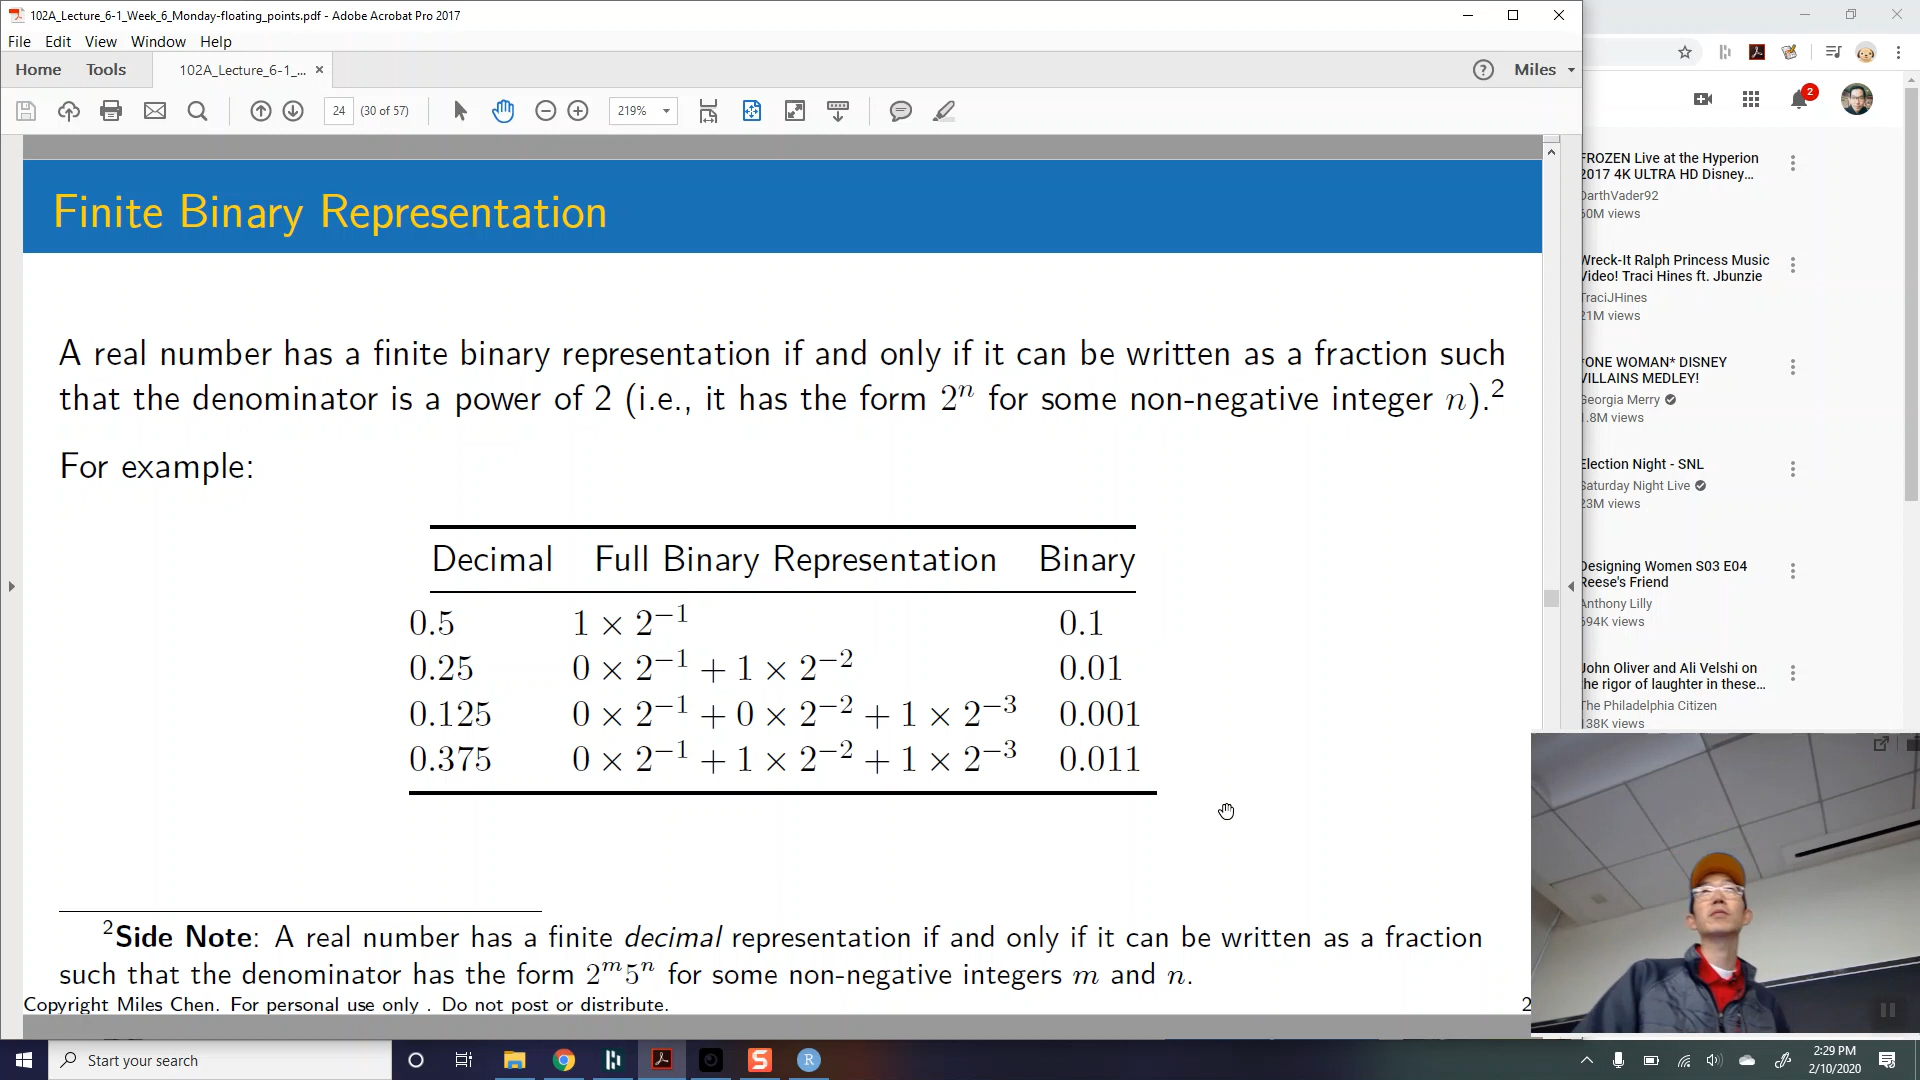 102A_Lecture_6-1_Week_6_Monday-floating_points.pdf - Adobe Acrobat Pro 2017
File Edit View Window Help
Home Tools 102A_Lecture_6-1_... × Miles
24 (30 of 57) 219%
2
Finite Binary Representation
A real number has a finite binary representation if and only if it can be written as a fraction such
that the denominator is a power of 2 (i.e., it has the form 2ⁿ for some non-negative integer n).²
For example:
Decimal Full Binary Representation Binary
0.5 1 × 2⁻¹ 0.1
0.25 0 × 2⁻¹ + 1 × 2⁻² 0.01
0.125 0 × 2⁻¹ + 0 × 2⁻² + 1 × 2⁻³ 0.001
0.375 0 × 2⁻¹ + 1 × 2⁻² + 1 × 2⁻³ 0.011
²Side Note: A real number has a finite decimal representation if and only if it can be written as a fraction
such that the denominator has the form 2ᵐ5ⁿ for some non-negative integers m and n.
Copyright Miles Chen. For personal use only . Do not post or distribute.
2
FROZEN Live at the Hyperion
2017 4K ULTRA HD Disney...
DarthVader92
60M views
Wreck-It Ralph Princess Music
Video! Traci Hines ft. Jbunzie
TraciJHines
21M views
*ONE WOMAN* DISNEY
VILLAINS MEDLEY!
Georgia Merry
1.8M views
Election Night - SNL
Saturday Night Live
23M views
Designing Women S03 E04
Reese's Friend
Anthony Lilly
694K views
John Oliver and Ali Velshi on
the rigor of laughter in these...
The Philadelphia Citizen
138K views
Start your search
S
R
2:29 PM
2/10/2020